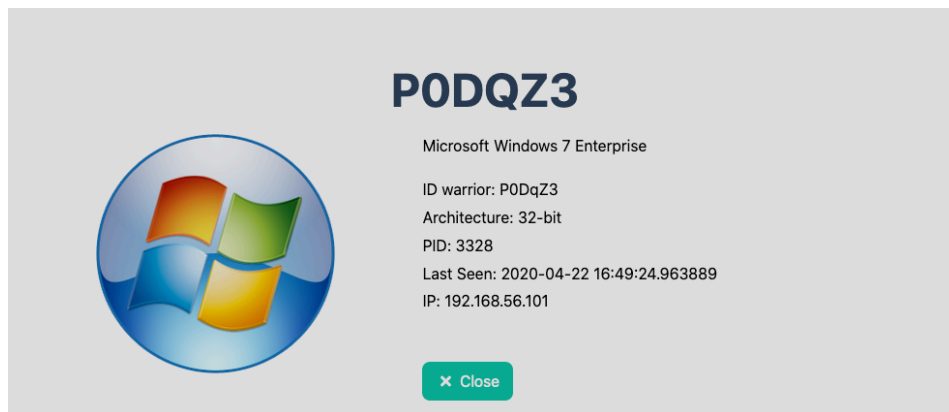 P0DQZ3
Microsoft Windows 7 Enterprise
ID warrior: P0DqZ3
Architecture: 32-bit
PID: 3328
Last Seen: 2020-04-22 16:49:24.963889
IP: 192.168.56.101
× Close